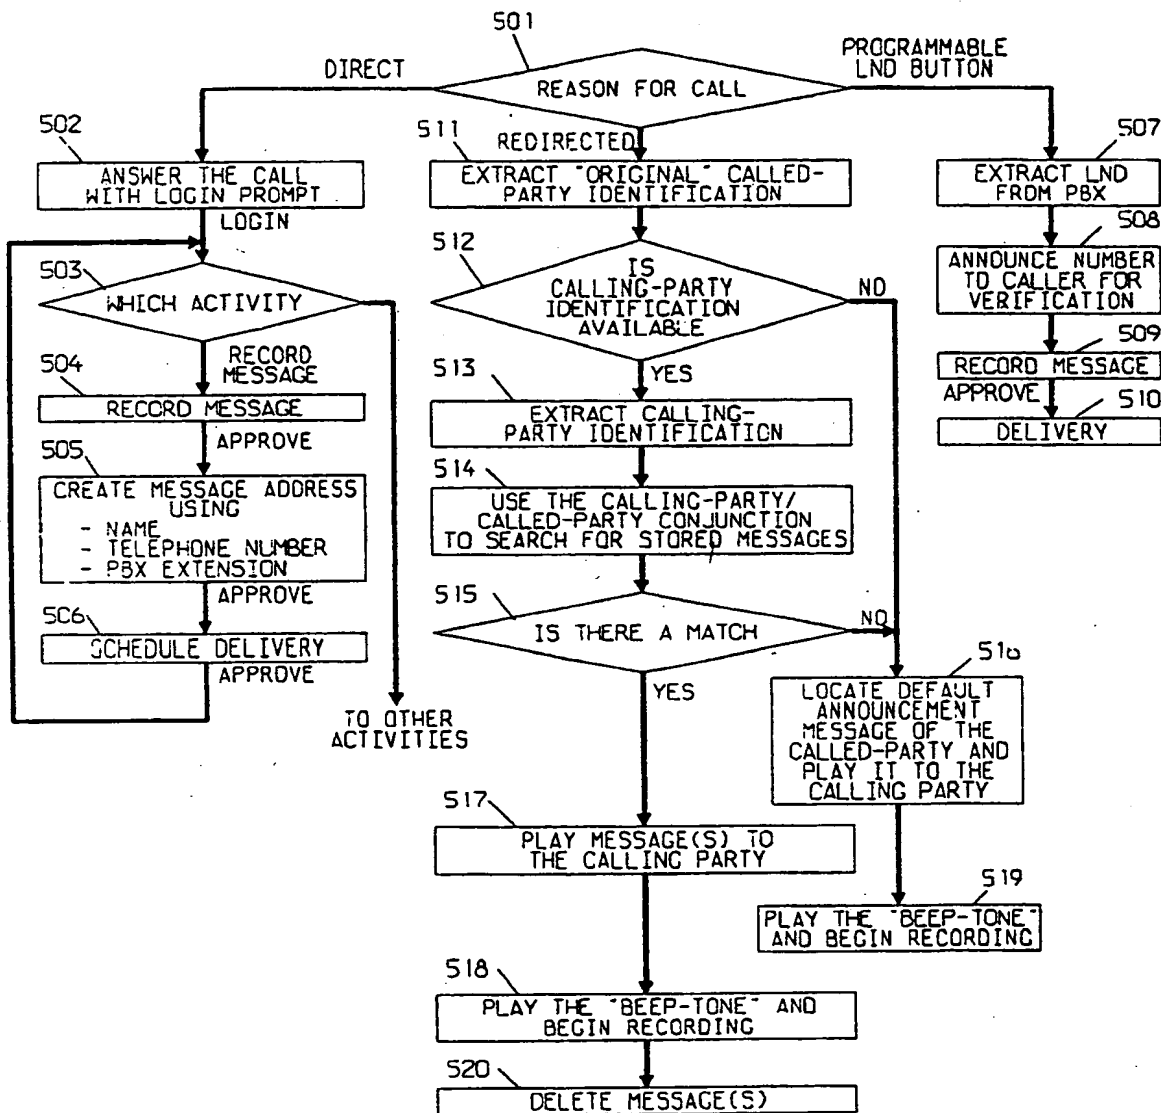 501
REASON FOR CALL
DIRECT
PROGRAMMABLE
LND BUTTON
REDIRECTED
502
ANSWER THE CALL
WITH LOGIN PROMPT
LOGIN
503
WHICH ACTIVITY
RECORD
MESSAGE
504
RECORD MESSAGE
APPROVE
505
CREATE MESSAGE ADDRESS
USING
- NAME
- TELEPHONE NUMBER
- PBX EXTENSION
APPROVE
506
SCHEDULE DELIVERY
APPROVE
TO OTHER
ACTIVITIES
511
EXTRACT "ORIGINAL" CALLED-
PARTY IDENTIFICATION
512
IS
CALLING-PARTY
IDENTIFICATION
AVAILABLE
NO
YES
513
EXTRACT CALLING-
PARTY IDENTIFICATION
514
USE THE CALLING-PARTY/
CALLED-PARTY CONJUNCTION
TO SEARCH FOR STORED MESSAGES
515
IS THERE A MATCH
NO
YES
516
LOCATE DEFAULT
ANNOUNCEMENT
MESSAGE OF THE
CALLED-PARTY AND
PLAY IT TO THE
CALLING PARTY
517
PLAY MESSAGE(S) TO
THE CALLING PARTY
519
PLAY THE "BEEP-TONE"
AND BEGIN RECORDING
518
PLAY THE "BEEP-TONE" AND
BEGIN RECORDING
520
DELETE MESSAGE(S)
507
EXTRACT LND
FROM PBX
508
ANNOUNCE NUMBER
TO CALLER FOR
VERIFICATION
509
RECORD MESSAGE
APPROVE
510
DELIVERY